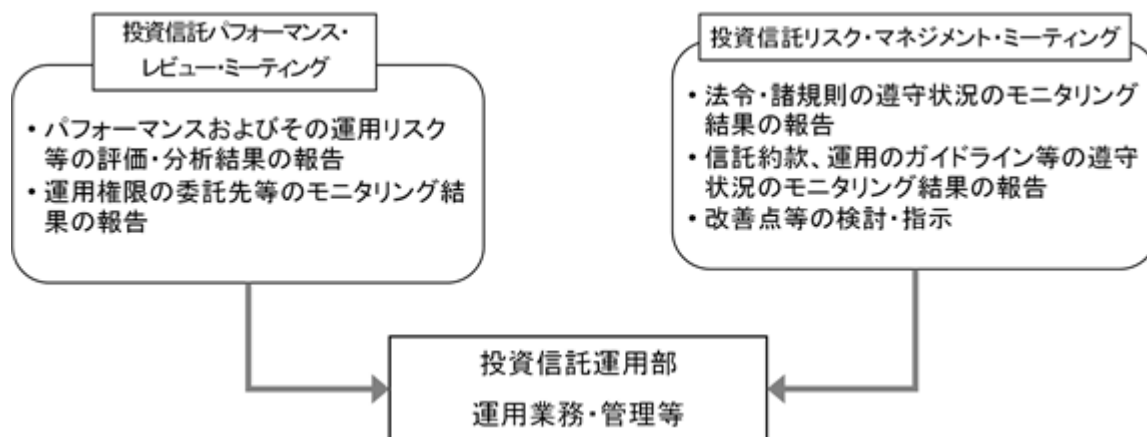 投資信託パフォーマンス・
レビュー・ミーティング
・パフォーマンスおよびその運用リスク
等の評価・分析結果の報告
・運用権限の委託先等のモニタリング結
果の報告
投資信託リスク・マネジメント・ミーティング
・法令・諸規則の遵守状況のモニタリング
結果の報告
・信託約款、運用のガイドライン等の遵守
状況のモニタリング結果の報告
・改善点等の検討・指示
投資信託運用部
運用業務・管理等